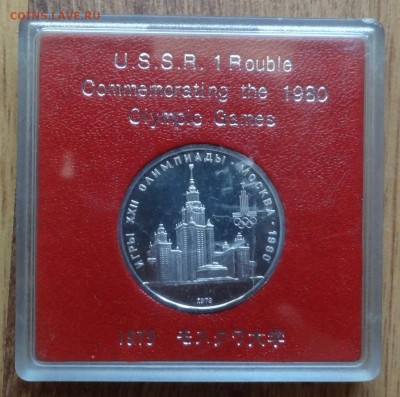 COINS.LAVE.RU
U.S.S.R. 1 Rouble
Commemorating the 1980
Olympic Games
ИГРЫ XXII ОЛИМПИАДЫ · МОСКВА · 1980
1979
1979 モスクワ大学